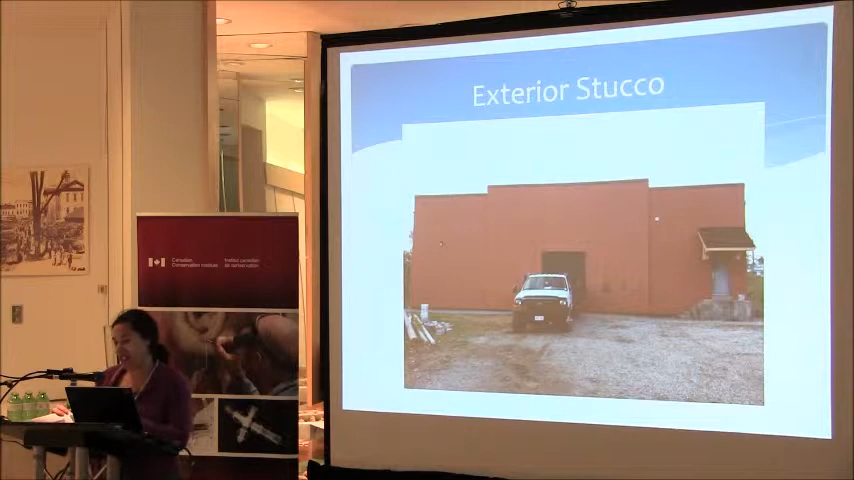 Exterior Stucco
Canadian Institut canadien
Conservation Institute de conservation